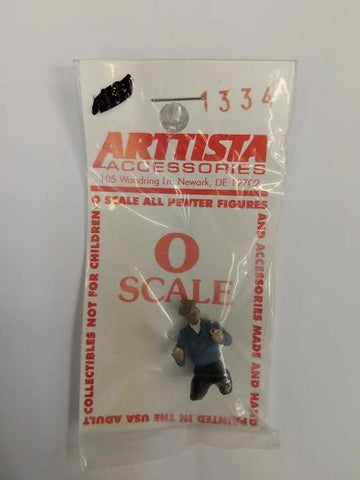 1334
ARTTISTA
ACCESSORIES
105 Woodring Ln. Newark, DE 19702
O SCALE ALL PEWTER FIGURES
AND ACCESSORIES MADE AND HAND
PAINTED IN THE USA ADULT
COLLECTIBLES NOT FOR CHILDREN
O
SCALE